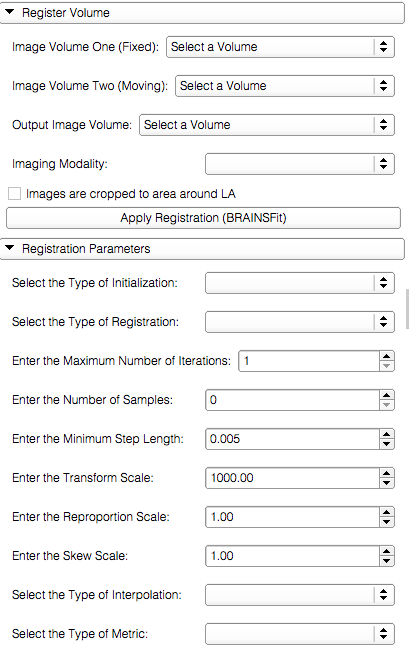 Register Volume
Image Volume One (Fixed): Select a Volume
Image Volume Two (Moving): Select a Volume
Output Image Volume: Select a Volume
Imaging Modality:
Images are cropped to area around LA
Apply Registration (BRAINSFit)
Registration Parameters
Select the Type of Initialization:
Select the Type of Registration:
Enter the Maximum Number of Iterations: 1
Enter the Number of Samples: 0
Enter the Minimum Step Length: 0.005
Enter the Transform Scale: 1000.00
Enter the Reproportion Scale: 1.00
Enter the Skew Scale: 1.00
Select the Type of Interpolation:
Select the Type of Metric: